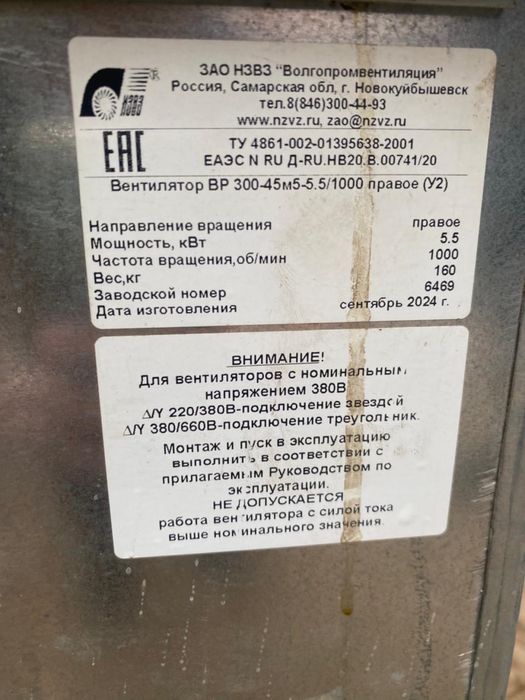 ЗАО НЗВЗ "Волгопромвентиляция"
Россия, Самарская обл, г. Новокуйбышевск
тел.8(846)300-44-93
www.nzvz.ru, zao@nzvz.ru
R
НЗВЗ
ЕАС
ТУ 4861-002-01395638-2001
ЕАЭС N RU Д-RU.НВ20.В.00741/20
Вентилятор ВР 300-45м5-5.5/1000 правое (У2)
Направление вращения правое
Мощность, кВт 5.5
Частота вращения,об/мин 1000
Вес,кг 160
Заводской номер 6469
Дата изготовления сентябрь 2024 г.
ВНИМАНИЕ!
Для вентиляторов с номинальным
напряжением 380В
Δ/Y 220/380В-подключение звездой
Δ/Y 380/660В-подключение треугольник.
Монтаж и пуск в эксплуатацию
выполнить в соответствии с
прилагаемым Руководством по
эксплуатации.
НЕ ДОПУСКАЕТСЯ
работа вентилятора с силой тока
выше номинального значения.